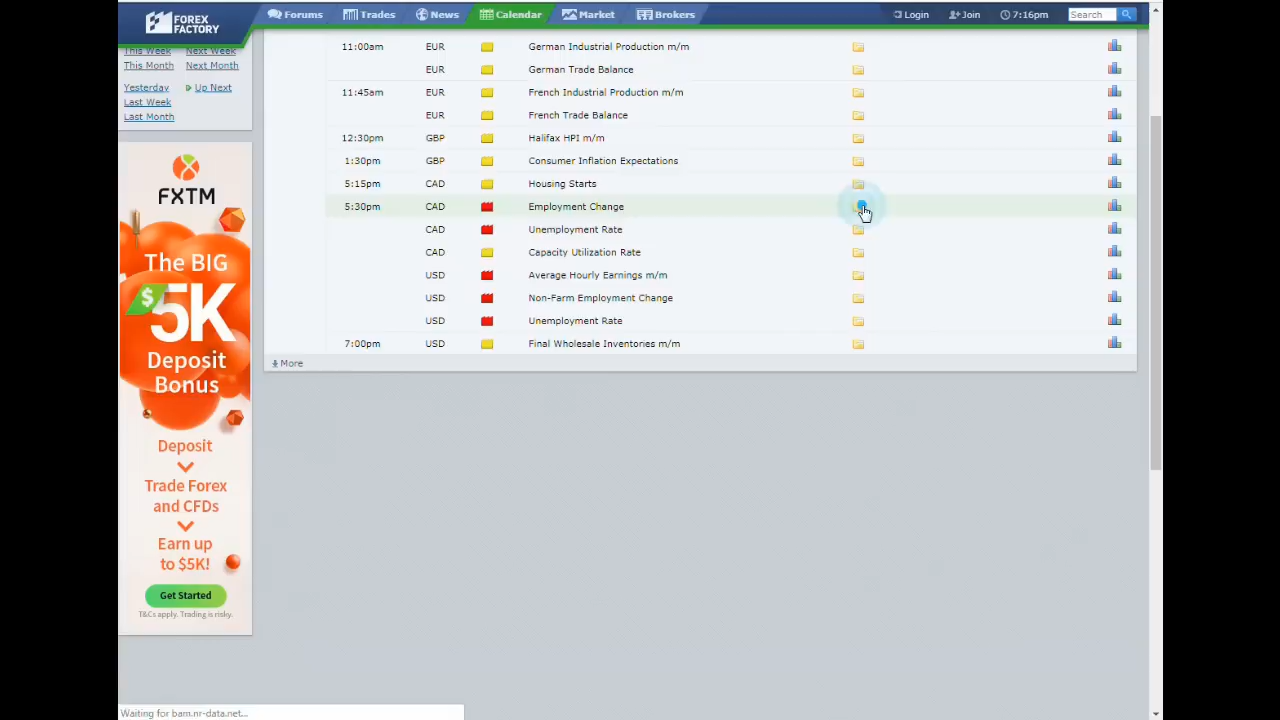 FOREX
FACTORY
Forums
Trades
News
Calendar
Market
Brokers
Login
Join
7:16pm
Search
This Week Next Week
This Month Next Month
Yesterday Up Next
Last Week
Last Month
11:00am EUR German Industrial Production m/m
EUR German Trade Balance
11:45am EUR French Industrial Production m/m
EUR French Trade Balance
12:30pm GBP Halifax HPI m/m
1:30pm GBP Consumer Inflation Expectations
5:15pm CAD Housing Starts
5:30pm CAD Employment Change
CAD Unemployment Rate
CAD Capacity Utilization Rate
USD Average Hourly Earnings m/m
USD Non-Farm Employment Change
USD Unemployment Rate
7:00pm USD Final Wholesale Inventories m/m
More
FXTM
The BIG
$5K
Deposit
Bonus
Deposit
Trade Forex
and CFDs
Earn up
to $5K!
Get Started
T&Cs apply. Trading is risky.
Waiting for bam.nr-data.net...